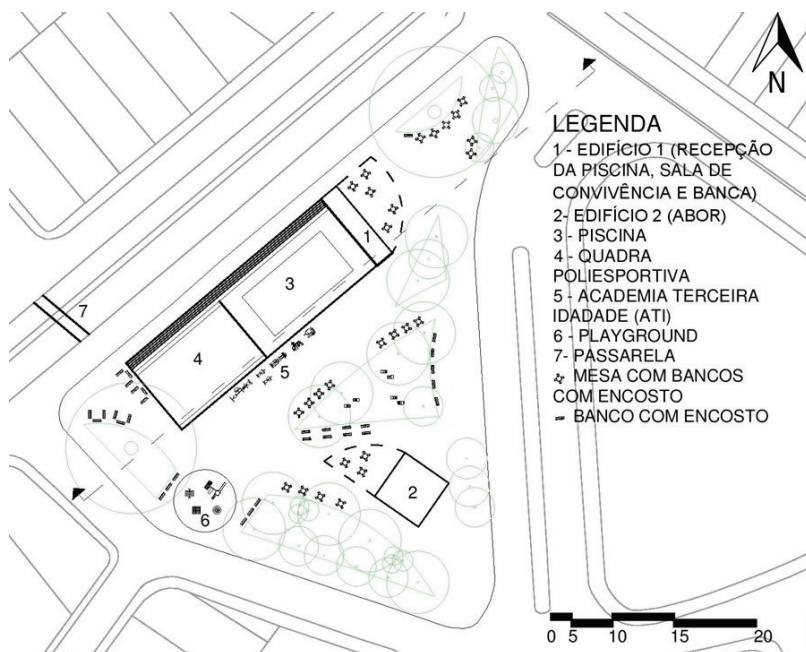 N
LEGENDA
1 - EDIFÍCIO 1 (RECEPÇÃO
DA PISCINA, SALA DE
CONVIVÊNCIA E BANCA)
2- EDIFÍCIO 2 (ABOR)
3 - PISCINA
4 - QUADRA
POLIESPORTIVA
5 - ACADEMIA TERCEIRA
IDADADE (ATI)
6 - PLAYGROUND
7- PASSARELA
MESA COM BANCOS
COM ENCOSTO
BANCO COM ENCOSTO
1
3
7
4
5
2
6
0 5 10 15 20